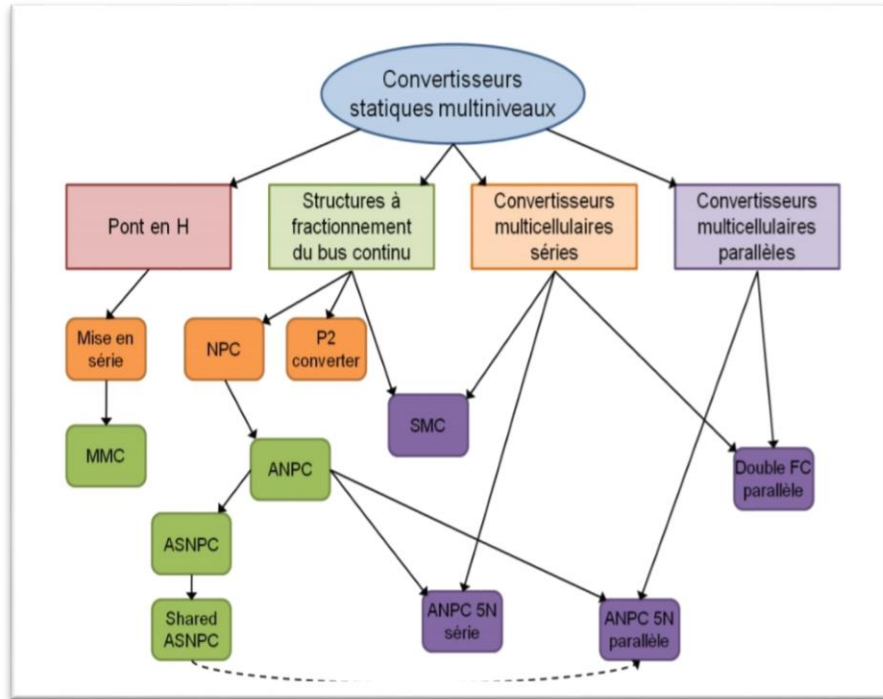 Convertisseurs
statiques multiniveaux
Pont en H
Structures à
fractionnement
du bus continu
Convertisseurs
multicellulaires
séries
Convertisseurs
multicellulaires
parallèles
Mise en
série
NPC
P2
converter
SMC
MMC
ANPC
Double FC
parallèle
ASNPC
Shared
ASNPC
ANPC 5N
série
ANPC 5N
parallèle